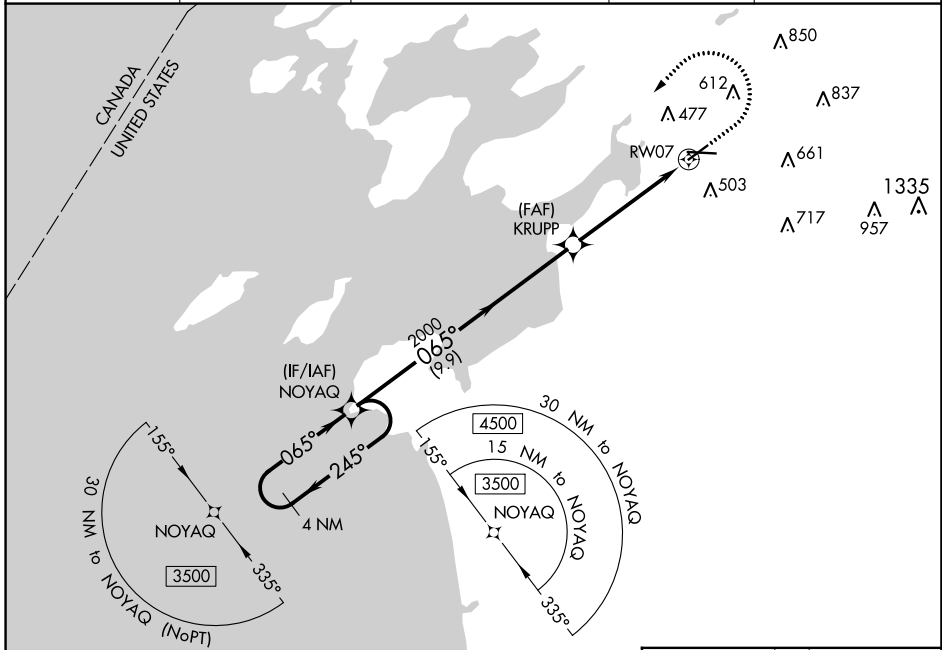 CANADA
UNITED STATES
850
612
837
477
RW07
661
503
1335
717
957
(FAF)
KRUPP
2000
065°
(9.9)
(IF/IAF)
NOYAQ
065°
245°
4 NM
155°
NOYAQ
3500
335°
30 NM to NOYAQ (NoPT)
30 NM to NOYAQ
4500
15 NM to NOYAQ
3500
155°
NOYAQ
335°